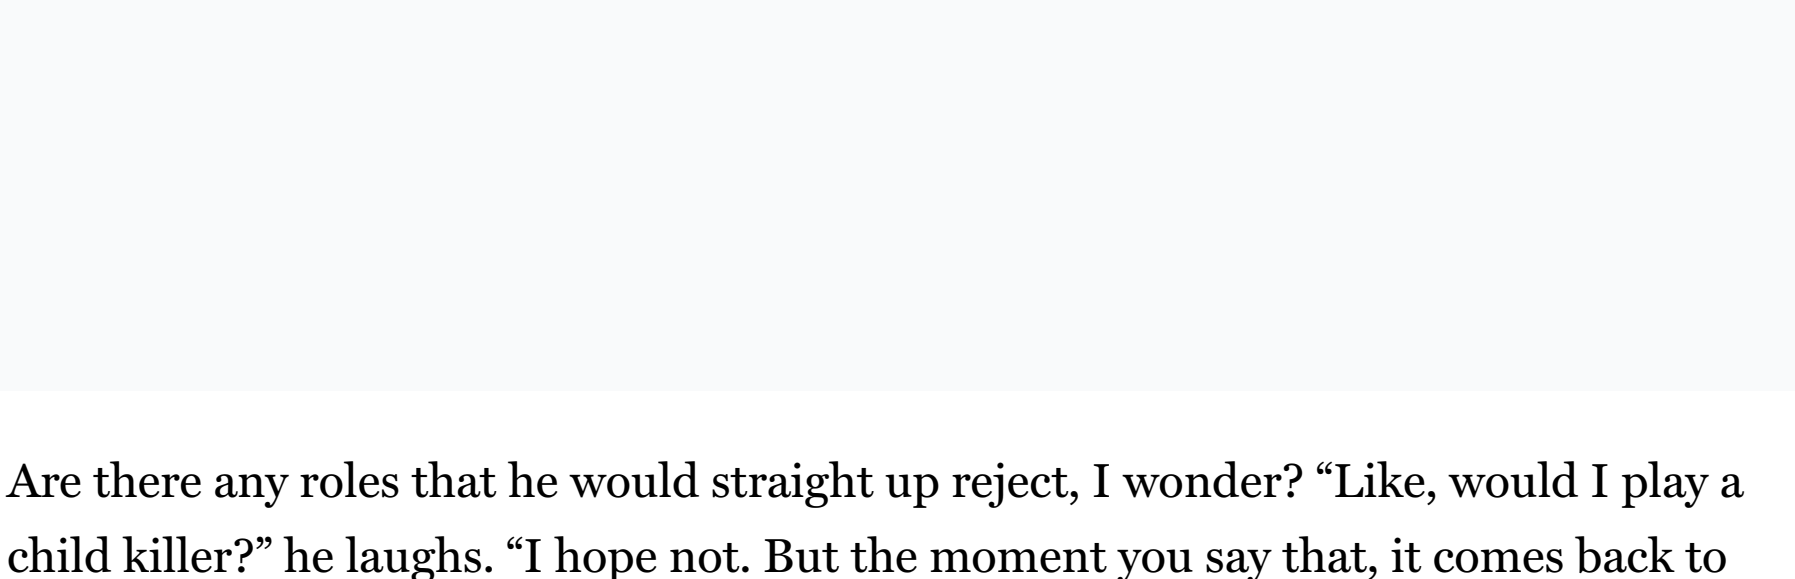 Are there any roles that he would straight up reject, I wonder? “Like, would I play a
child killer?” he laughs. “I hope not. But the moment you say that, it comes back to